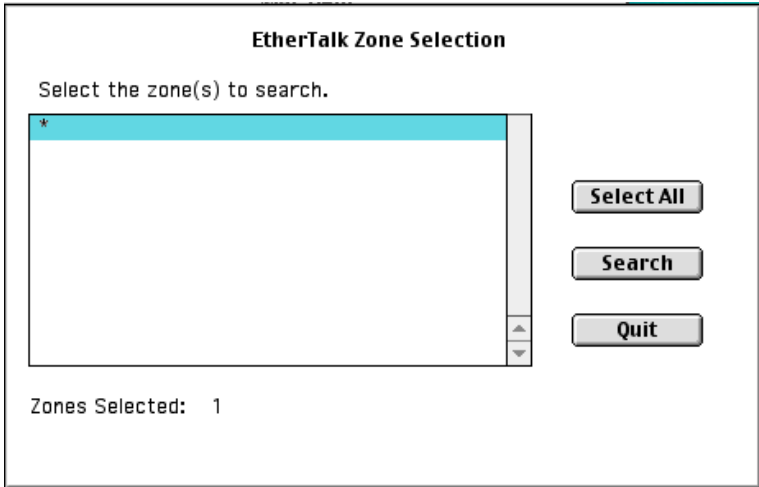 EtherTalk Zone Selection
Select the zone(s) to search.
*
Select All
Search
Quit
Zones Selected: 1